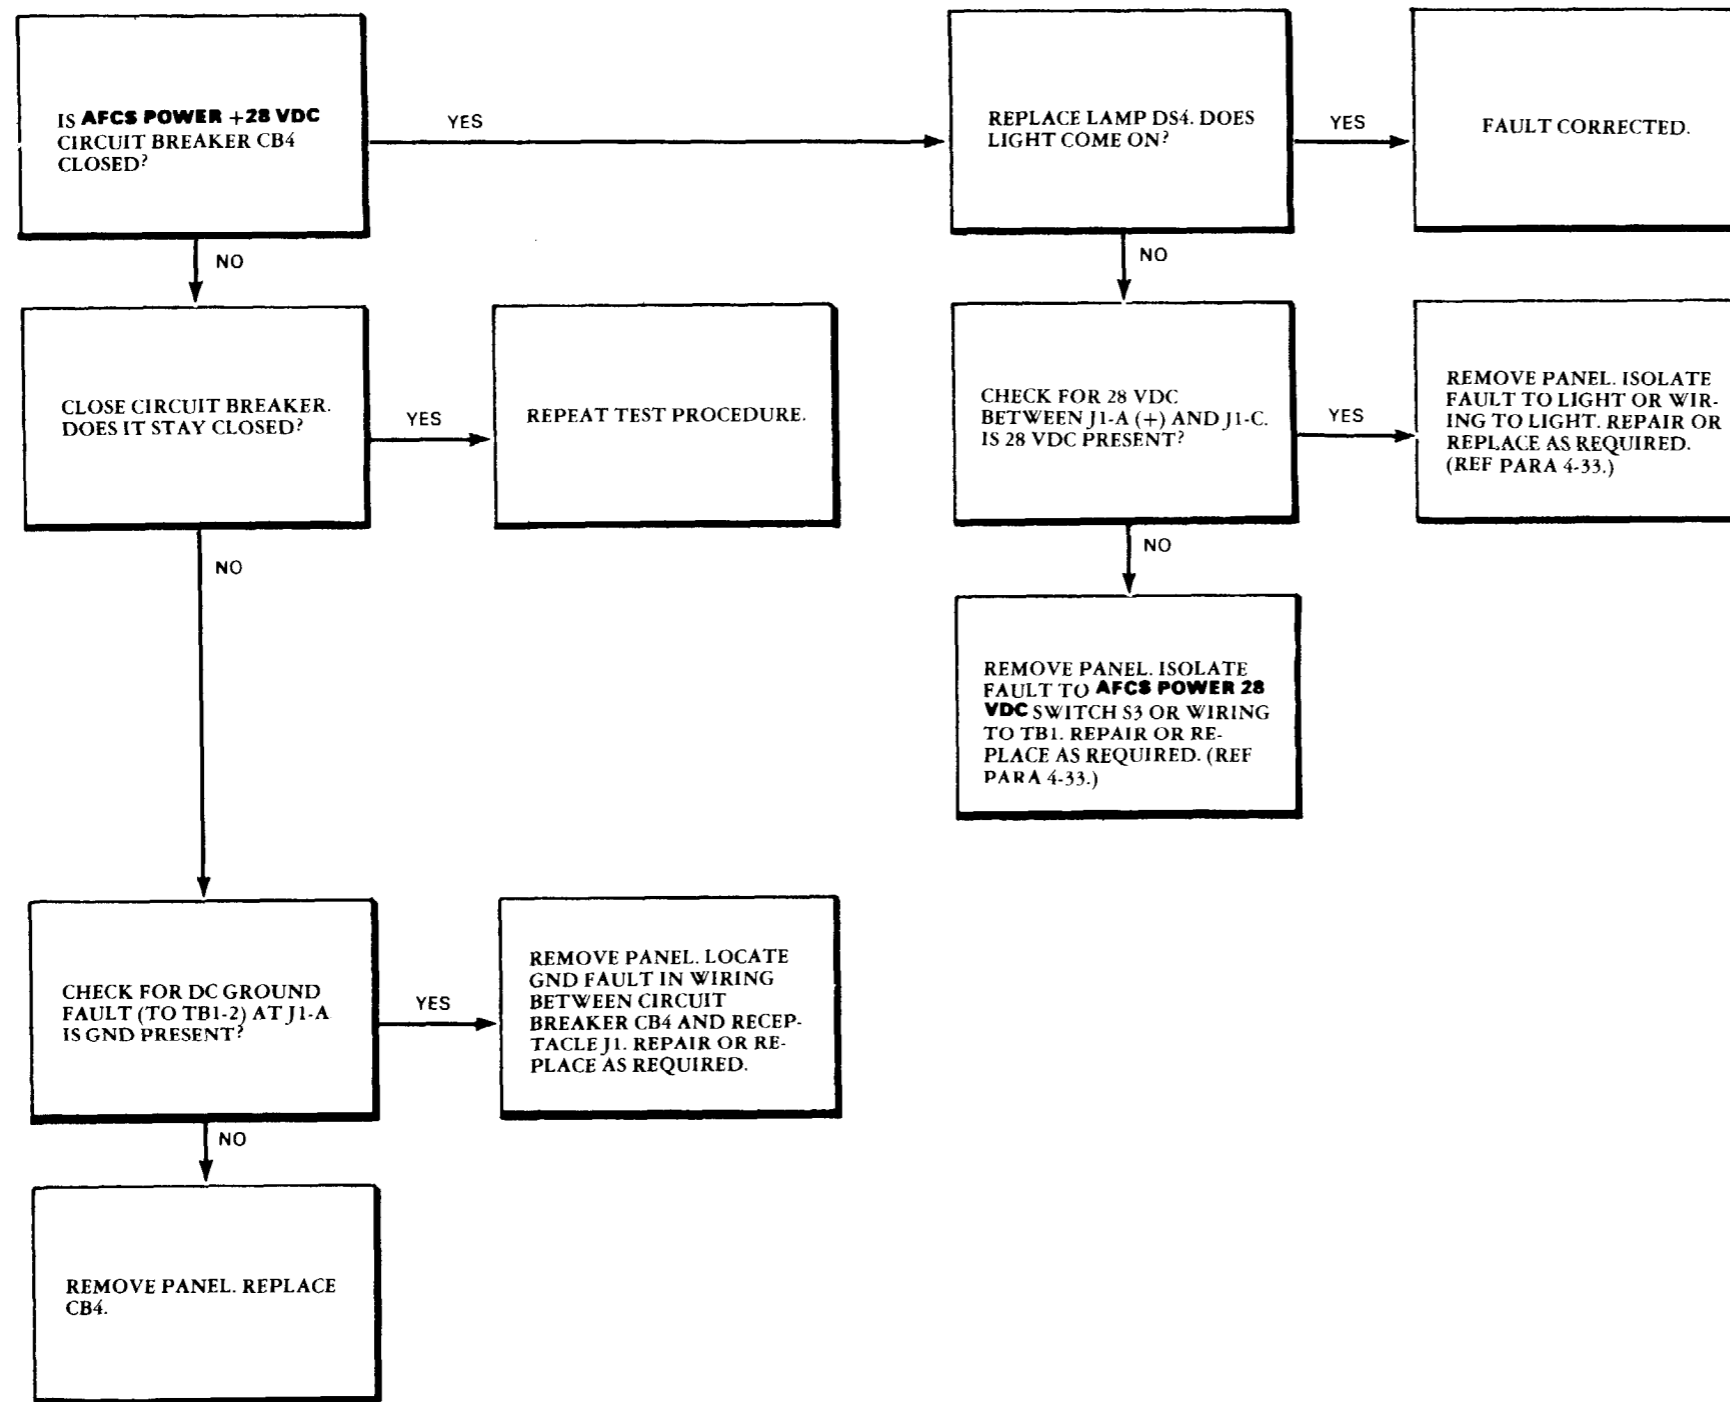 IS AFCS POWER +28 VDC
CIRCUIT BREAKER CB4
CLOSED?
YES
REPLACE LAMP DS4. DOES
LIGHT COME ON?
YES
FAULT CORRECTED.
NO
NO
CLOSE CIRCUIT BREAKER.
DOES IT STAY CLOSED?
YES
REPEAT TEST PROCEDURE.
CHECK FOR 28 VDC
BETWEEN J1-A (+) AND J1-C.
IS 28 VDC PRESENT?
YES
REMOVE PANEL. ISOLATE
FAULT TO LIGHT OR WIR-
ING TO LIGHT. REPAIR OR
REPLACE AS REQUIRED.
(REF PARA 4-33.)
NO
NO
REMOVE PANEL. ISOLATE
FAULT TO AFCS POWER 28
VDC SWITCH S3 OR WIRING
TO TB1. REPAIR OR RE-
PLACE AS REQUIRED. (REF
PARA 4-33.)
CHECK FOR DC GROUND
FAULT (TO TB1-2) AT J1-A
IS GND PRESENT?
YES
REMOVE PANEL. LOCATE
GND FAULT IN WIRING
BETWEEN CIRCUIT
BREAKER CB4 AND RECEP-
TACLE J1. REPAIR OR RE-
PLACE AS REQUIRED.
NO
REMOVE PANEL. REPLACE
CB4.